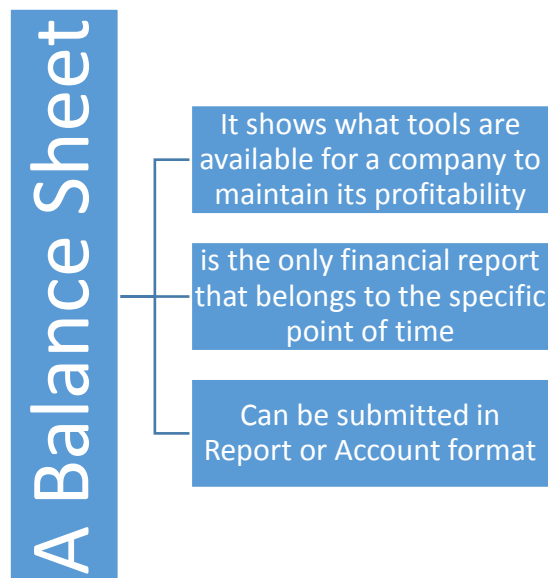 A Balance Sheet
It shows what tools are
available for a company to
maintain its profitability
is the only financial report
that belongs to the specific
point of time
Can be submitted in
Report or Account format